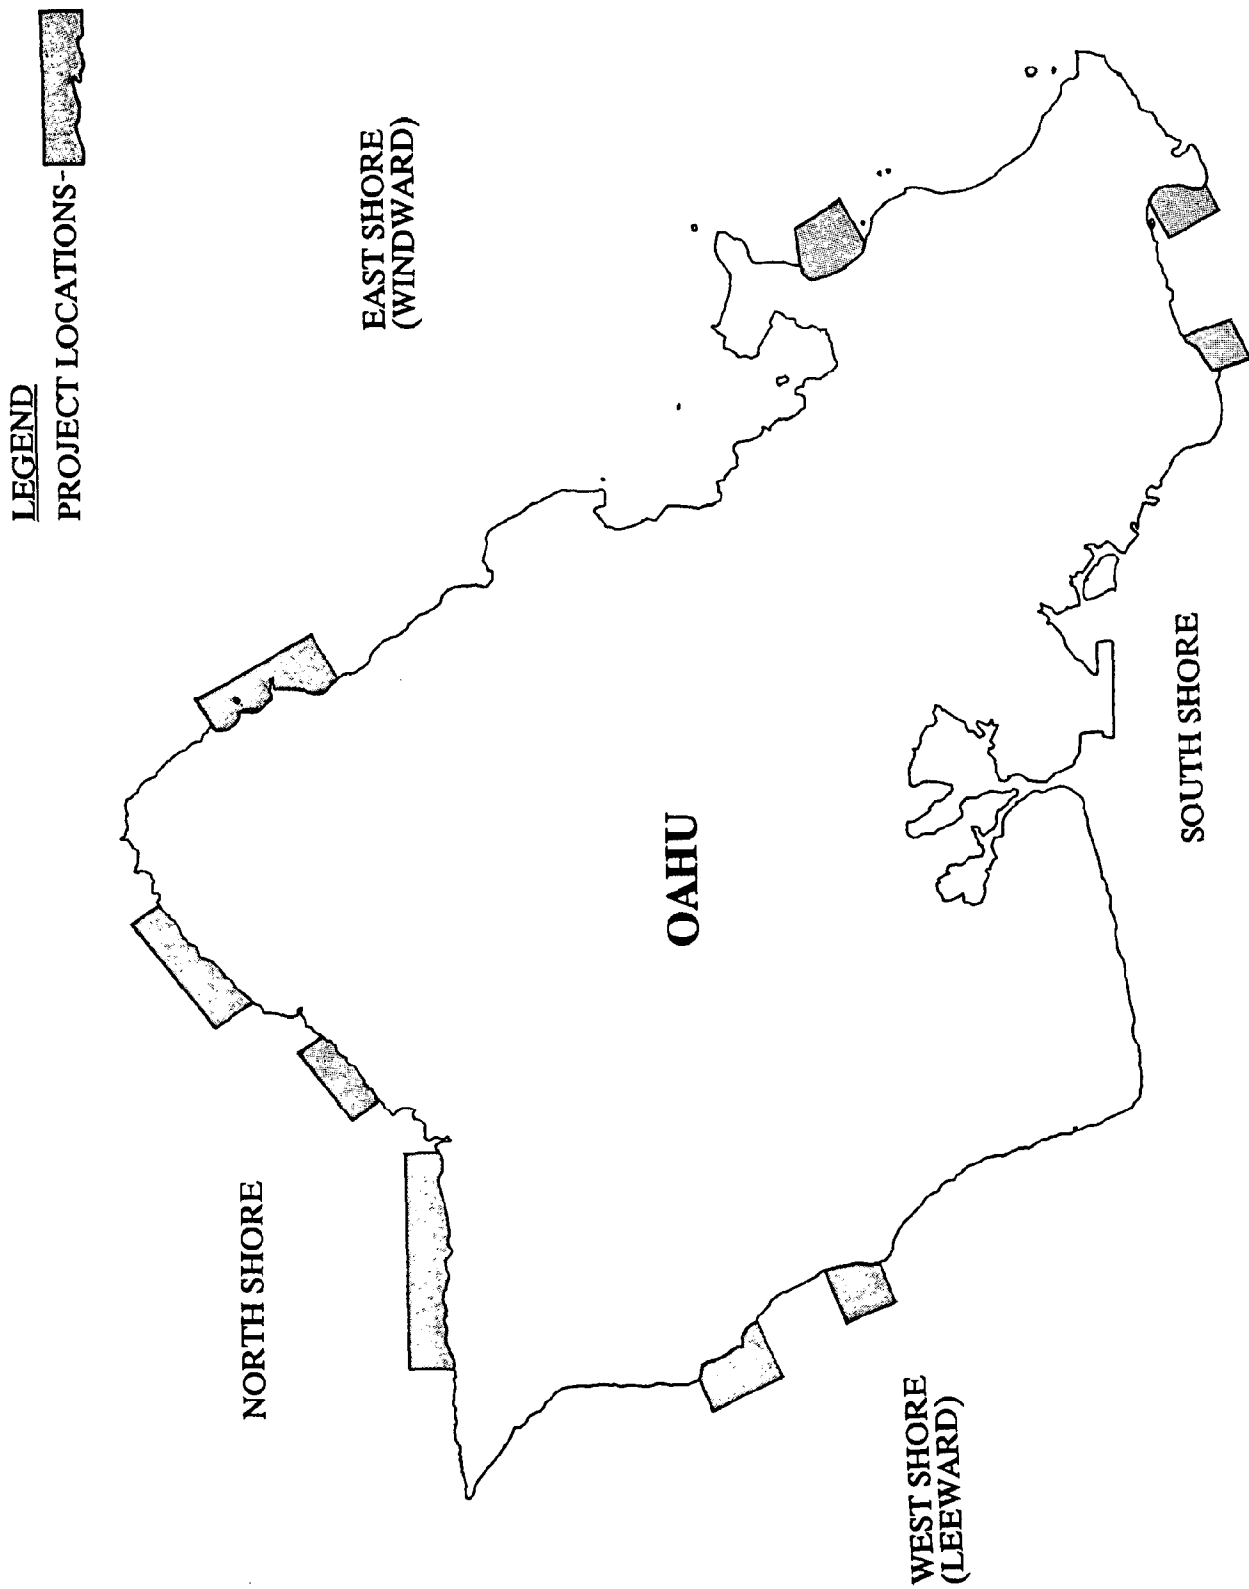 LEGEND
PROJECT LOCATIONS-
EAST SHORE
(WINDWARD)
NORTH SHORE
OAHU
SOUTH SHORE
WEST SHORE
(LEEWARD)